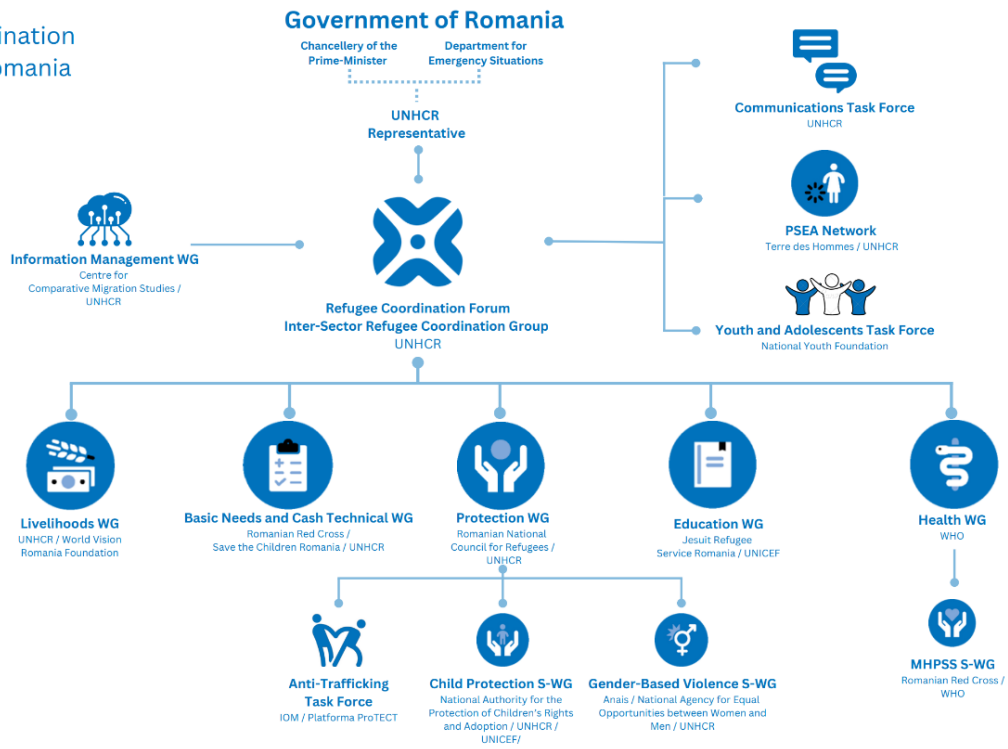 ination
omania
Government of Romania
Chancellery of the
Prime-Minister
Department for
Emergency Situations
UNHCR
Representative
Communications Task Force
UNHCR
PSEA Network
Terre des Hommes / UNHCR
Youth and Adolescents Task Force
National Youth Foundation
Information Management WG
Centre for
Comparative Migration Studies /
UNHCR
Refugee Coordination Forum
Inter-Sector Refugee Coordination Group
UNHCR
Livelihoods WG
UNHCR / World Vision
Romania Foundation
Basic Needs and Cash Technical WG
Romanian Red Cross /
Save the Children Romania / UNHCR
Protection WG
Romanian National
Council for Refugees /
UNHCR
Education WG
Jesuit Refugee
Service Romania / UNICEF
Health WG
WHO
Anti-Trafficking
Task Force
IOM / Platforma ProTECT
Child Protection S-WG
National Authority for the
Protection of Children's Rights
and Adoption / UNHCR /
UNICEF/
Gender-Based Violence S-WG
Anais / National Agency for Equal
Opportunities between Women and
Men / UNHCR
MHPSS S-WG
Romanian Red Cross /
WHO